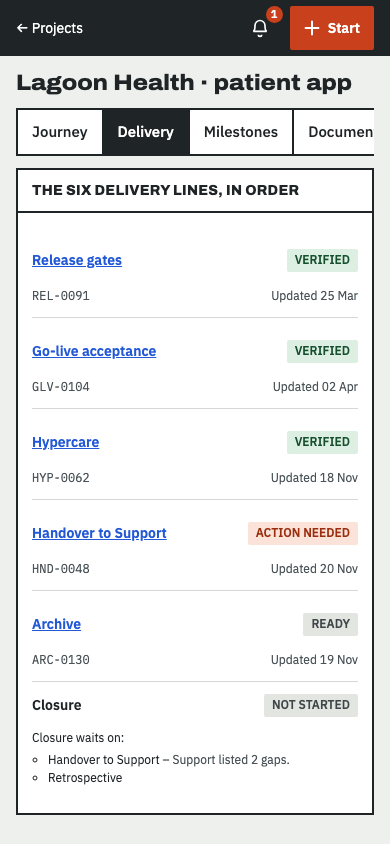 ← Projects
1
+ Start
Lagoon Health · patient app
Journey
Delivery
Milestones
Documen
THE SIX DELIVERY LINES, IN ORDER
Release gates
VERIFIED
REL-0091
Updated 25 Mar
Go-live acceptance
VERIFIED
GLV-0104
Updated 02 Apr
Hypercare
VERIFIED
HYP-0062
Updated 18 Nov
Handover to Support
ACTION NEEDED
HND-0048
Updated 20 Nov
Archive
READY
ARC-0130
Updated 19 Nov
Closure
NOT STARTED
Closure waits on:
Handover to Support – Support listed 2 gaps.
Retrospective